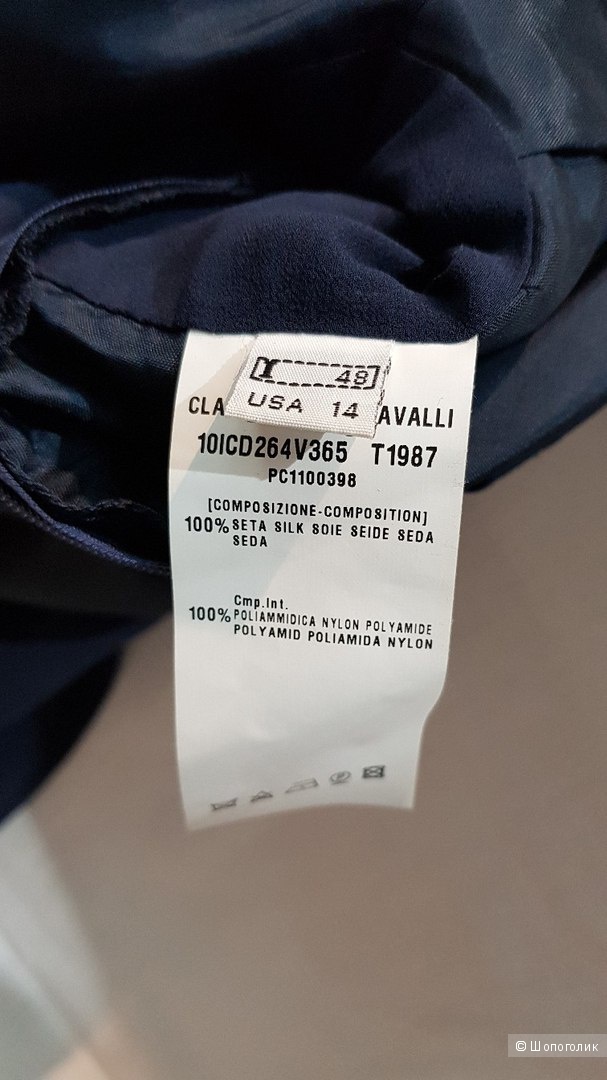 48
USA 14
CLA AVALLI
10ICD264V365 T1987
PC1100398
[COMPOSIZIONE-COMPOSITION]
100% SETA SILK SOIE SEIDE SEDA
SEDA
Cmp.Int.
100% POLIAMMIDICA NYLON POLYAMIDE
POLYAMID POLIAMIDA NYLON
© Шопоголик